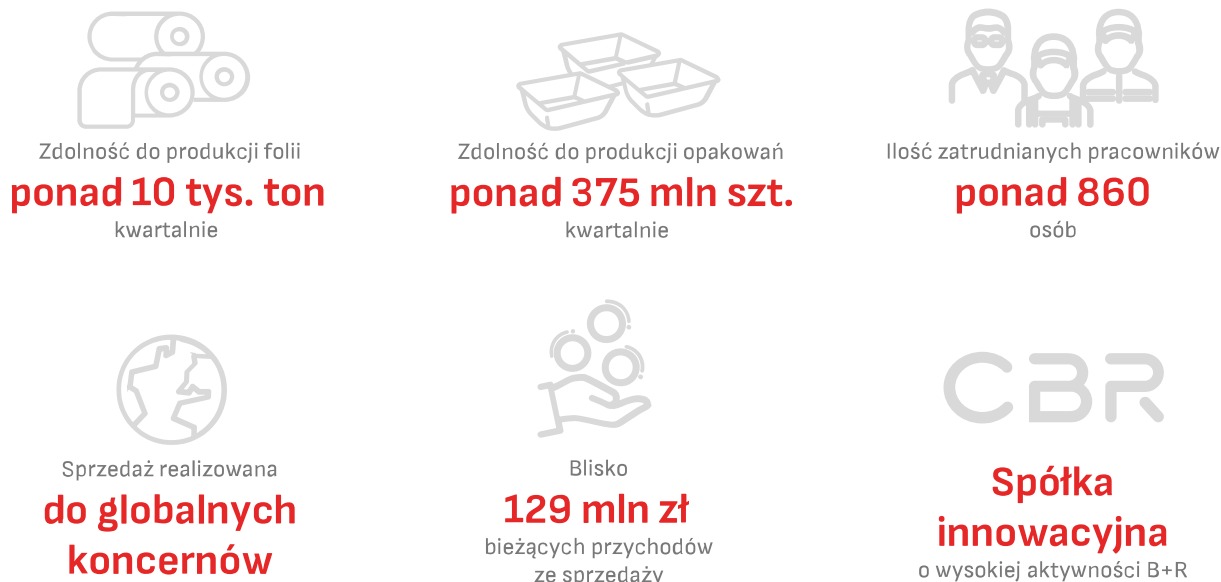 Zdolność do produkcji folii
ponad 10 tys. ton
kwartalnie
Zdolność do produkcji opakowań
ponad 375 mln szt.
kwartalnie
Ilość zatrudnianych pracowników
ponad 860
osób
Sprzedaż realizowana
do globalnych
koncernów
Blisko
129 mln zł
bieżących przychodów
ze sprzedaży
CBR
Spółka
innowacyjna
o wysokiej aktywności B+R